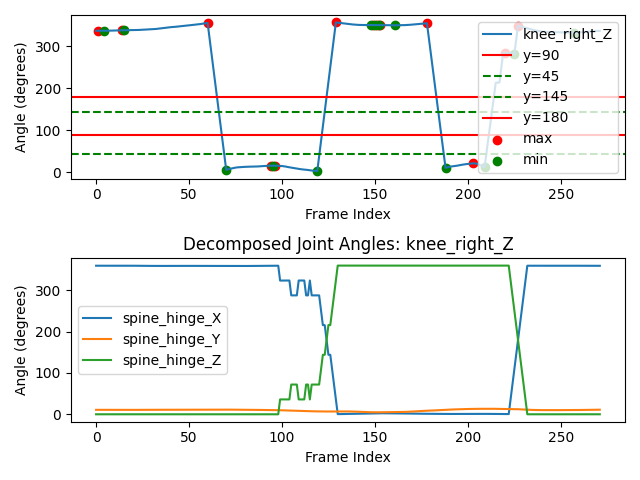 300
200
100
0
Angle (degrees)
0
50
100
150
200
250
Frame Index
knee_right_Z
y=90
y=45
y=145
y=180
max
min
Decomposed Joint Angles: knee_right_Z
300
200
100
0
Angle (degrees)
spine_hinge_X
spine_hinge_Y
spine_hinge_Z
0
50
100
150
200
250
Frame Index